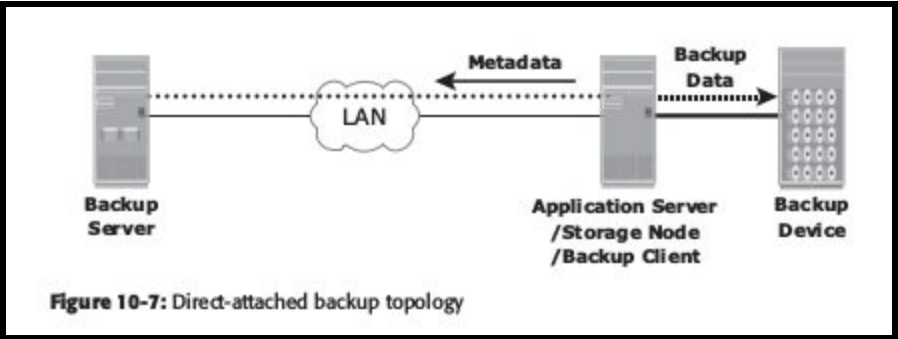 Metadata
Backup
Data
LAN
Backup
Server
Application Server
/Storage Node
/Backup Client
Backup
Device
Figure 10-7: Direct-attached backup topology